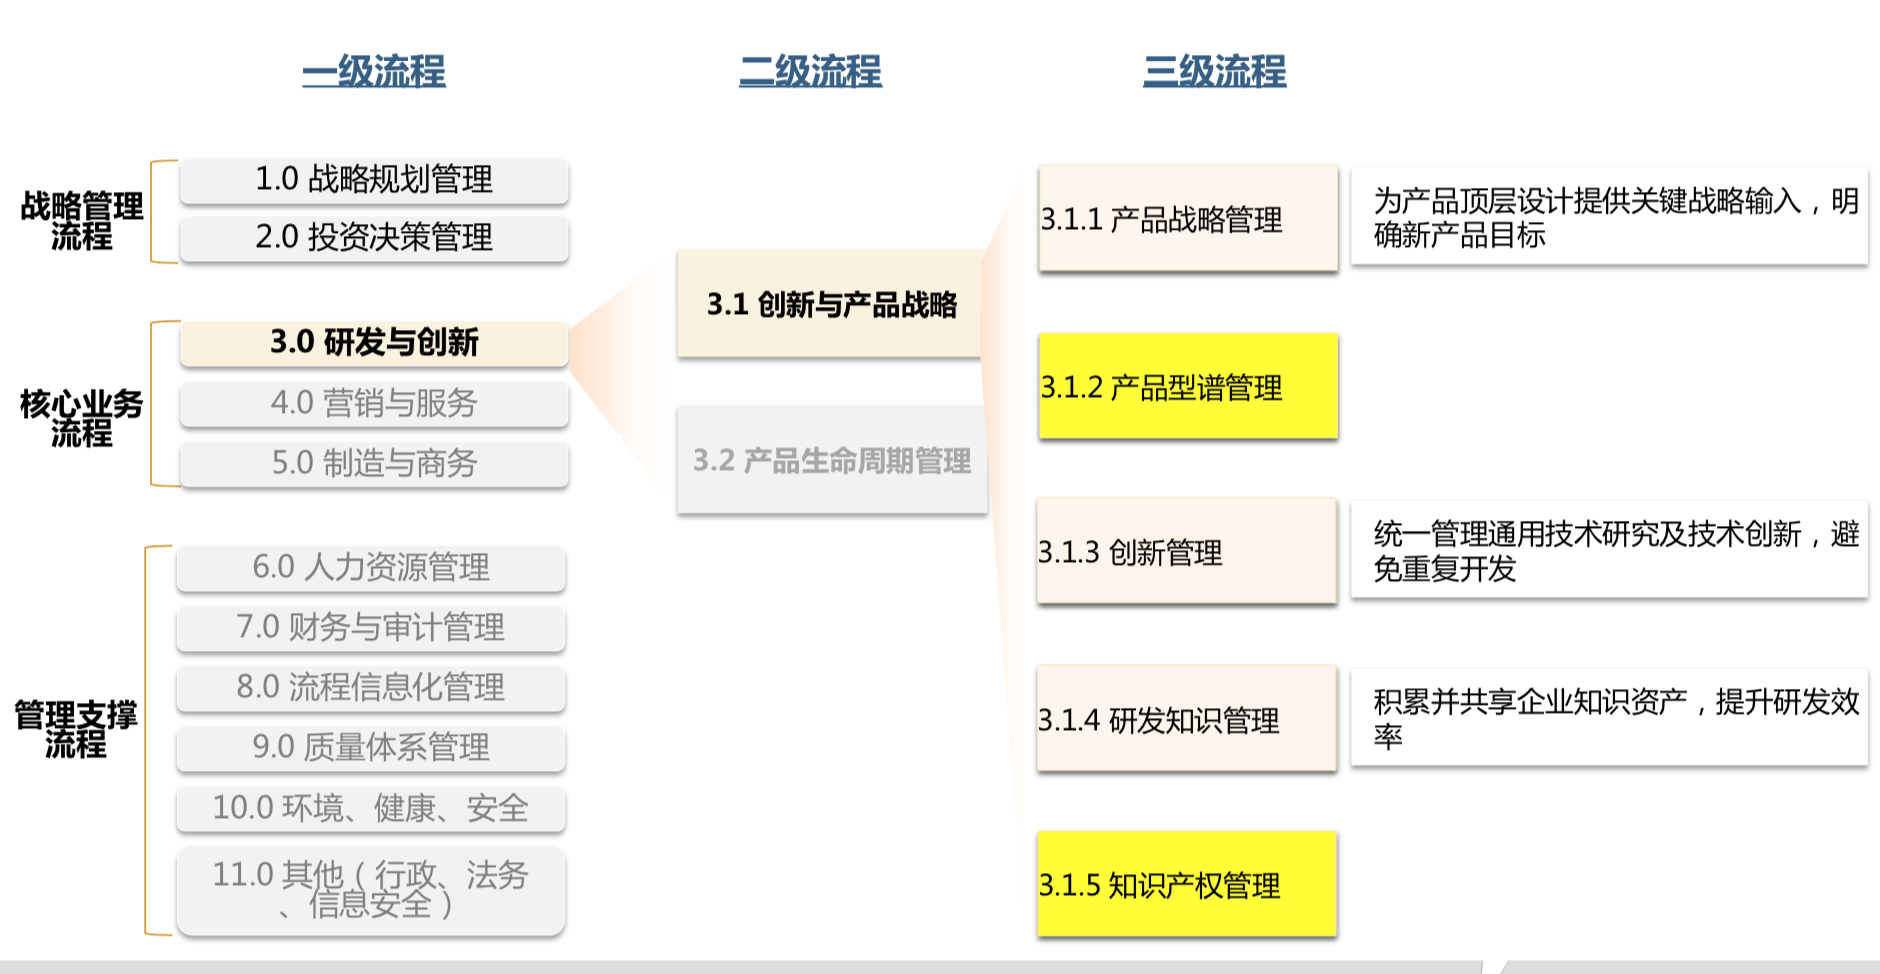 一级流程
二级流程
三级流程
战略管理
流程
1.0 战略规划管理
2.0 投资决策管理
核心业务
流程
3.0 研发与创新
4.0 营销与服务
5.0 制造与商务
管理支撑
流程
6.0 人力资源管理
7.0 财务与审计管理
8.0 流程信息化管理
9.0 质量体系管理
10.0 环境、健康、安全
11.0 其他（行政、法务
、信息安全）
3.1 创新与产品战略
3.2 产品生命周期管理
3.1.1 产品战略管理
为产品顶层设计提供关键战略输入，明
确新产品目标
3.1.2 产品型谱管理
3.1.3 创新管理
统一管理通用技术研究及技术创新，避
免重复开发
3.1.4 研发知识管理
积累并共享企业知识资产，提升研发效
率
3.1.5 知识产权管理